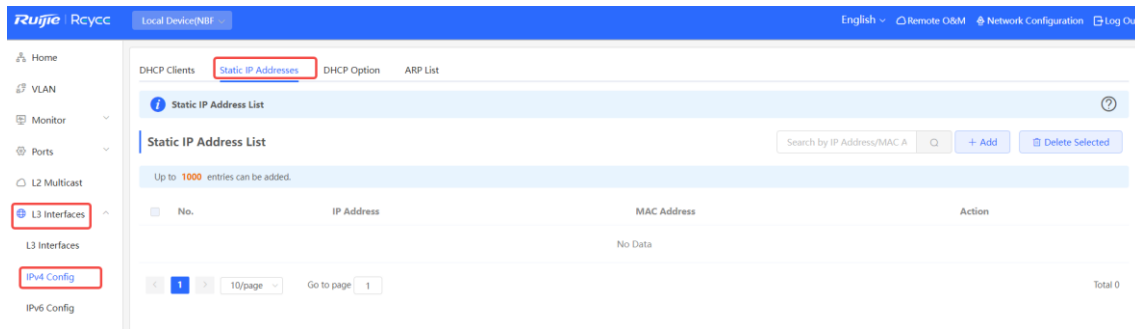 Ruijie | Rcycc
Local Device(NBF
English
Remote O&M
Network Configuration
Log Ou
Home
VLAN
Monitor
Ports
L2 Multicast
L3 Interfaces
L3 Interfaces
IPv4 Config
IPv6 Config
DHCP Clients
Static IP Addresses
DHCP Option
ARP List
i Static IP Address List
?
Static IP Address List
Search by IP Address/MAC A
+ Add
Delete Selected
Up to 1000 entries can be added.
No.
IP Address
MAC Address
Action
No Data
< 1 >
10/page
Go to page 1
Total 0